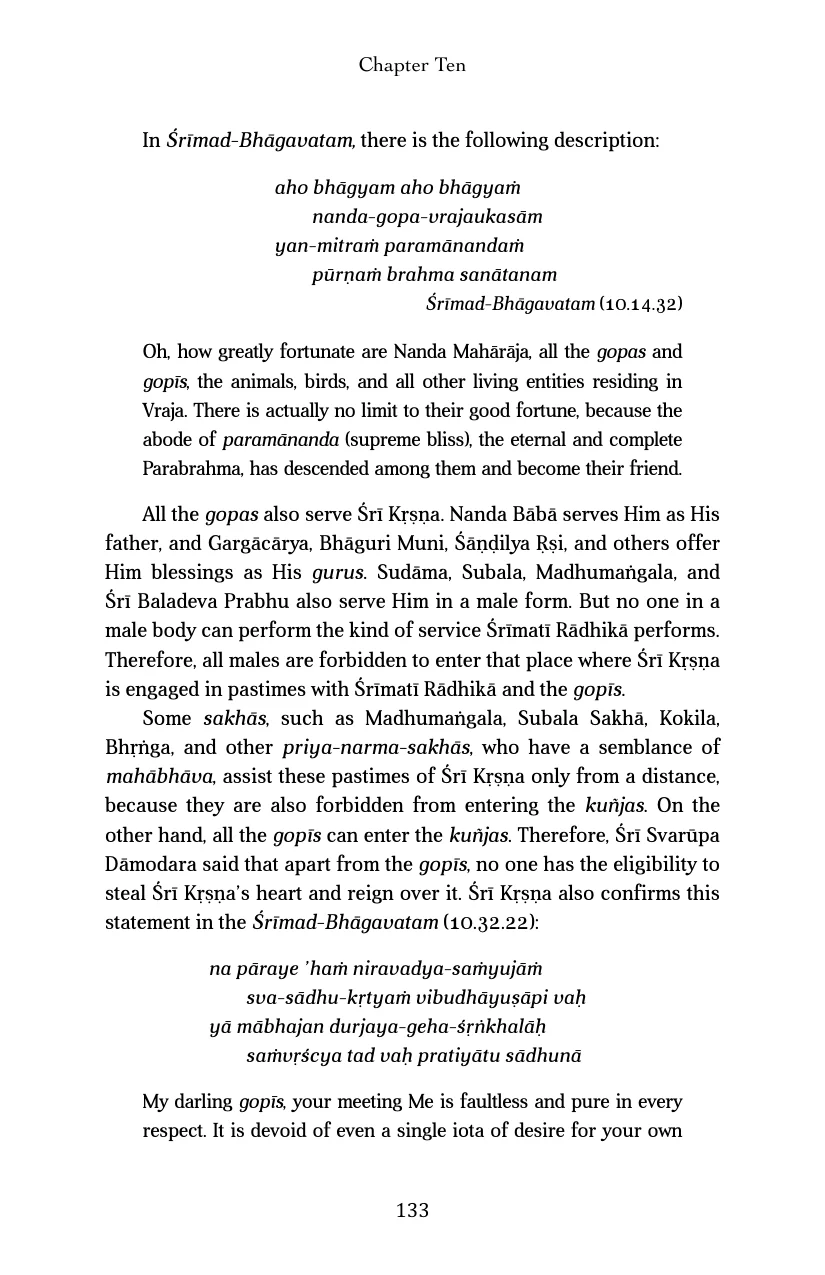 Chapter Ten
In Śrīmad-Bhāgavatam, there is the following description:
aho bhāgyam aho bhāgyaṁ
nanda-gopa-vrajaukasām
yan-mitraṁ paramānandaṁ
pūrṇaṁ brahma sanātanam
Śrīmad-Bhāgavatam (10.14.32)
Oh, how greatly fortunate are Nanda Mahārāja, all the gopas and
gopīs, the animals, birds, and all other living entities residing in
Vraja. There is actually no limit to their good fortune, because the
abode of paramānanda (supreme bliss), the eternal and complete
Parabrahma, has descended among them and become their friend.
All the gopas also serve Śrī Kṛṣṇa. Nanda Bābā serves Him as His
father, and Gargācārya, Bhāguri Muni, Śāṇḍilya Ṛṣi, and others offer
Him blessings as His gurus. Sudāma, Subala, Madhumaṅgala, and
Śrī Baladeva Prabhu also serve Him in a male form. But no one in a
male body can perform the kind of service Śrīmatī Rādhikā performs.
Therefore, all males are forbidden to enter that place where Śrī Kṛṣṇa
is engaged in pastimes with Śrīmatī Rādhikā and the gopīs.
Some sakhās, such as Madhumaṅgala, Subala Sakhā, Kokila,
Bhṛṅga, and other priya-narma-sakhās, who have a semblance of
mahābhāva, assist these pastimes of Śrī Kṛṣṇa only from a distance,
because they are also forbidden from entering the kuñjas. On the
other hand, all the gopīs can enter the kuñjas. Therefore, Śrī Svarūpa
Dāmodara said that apart from the gopīs, no one has the eligibility to
steal Śrī Kṛṣṇa’s heart and reign over it. Śrī Kṛṣṇa also confirms this
statement in the Śrīmad-Bhāgavatam (10.32.22):
na pāraye ’haṁ niravadya-saṁyujāṁ
sva-sādhu-kṛtyaṁ vibudhāyuṣāpi vaḥ
yā mābhajan durjaya-geha-śṛṅkhalāḥ
saṁvṛścya tad vaḥ pratiyātu sādhunā
My darling gopīs, your meeting Me is faultless and pure in every
respect. It is devoid of even a single iota of desire for your own
133